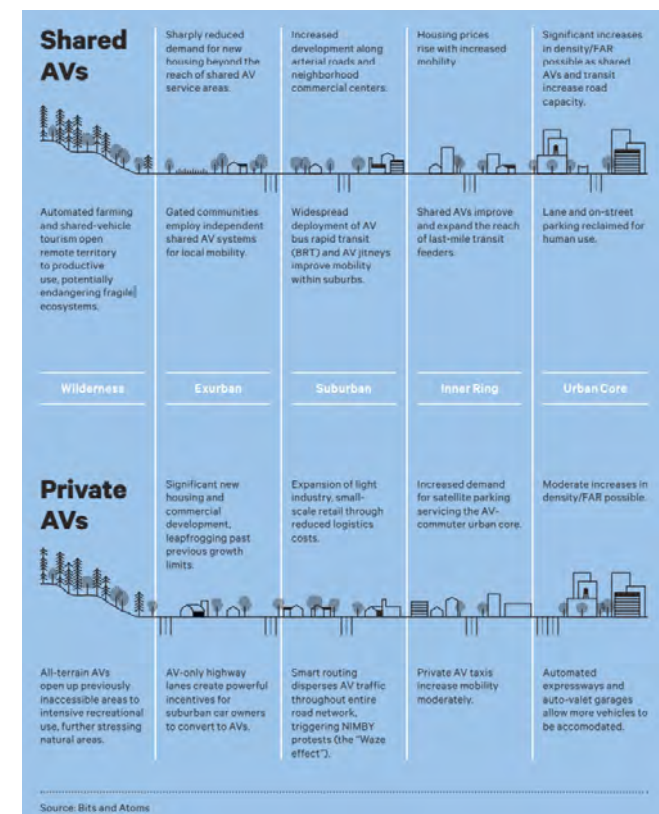 Shared
AVs
Sharply reduced
demand for new
housing beyond the
reach of shared AV
service areas.
Increased
development along
arterial roads and
neighborhood
commercial centers.
Housing prices
rise with increased
mobility.
Significant increases
in density/FAR
possible as shared
AVs and transit
increase road
capacity.
Automated farming
and shared-vehicle
tourism open
remote territory
to productive
use, potentially
endangering fragile
ecosystems.
Gated communities
employ independent
shared AV systems
for local mobility.
Widespread
deployment of AV
bus rapid transit
(BRT) and AV jitneys
improve mobility
within suburbs.
Shared AVs improve
and expand the reach
of last-mile transit
feeders.
Lane and on-street
parking reclaimed for
human use.
Wilderness
Exurban
Suburban
Inner Ring
Urban Core
Private
AVs
Significant new
housing and
commercial
development,
leapfrogging past
previous growth
limits.
Expansion of light
industry, small-
scale retail through
reduced logistics
costs.
Increased demand
for satellite parking
servicing the AV-
commuter urban core.
Moderate increases in
density/FAR possible.
All-terrain AVs
open up previously
inaccessible areas to
intensive recreational
use, further stressing
natural areas.
AV-only highway
lanes create powerful
incentives for
suburban car owners
to convert to AVs.
Smart routing
disperses AV traffic
throughout entire
road network,
triggering NIMBY
protests (the "Waze
effect").
Private AV taxis
increase mobility
moderately.
Automated
expressways and
auto-valet garages
allow more vehicles to
be accomodated.
Source: Bits and Atoms